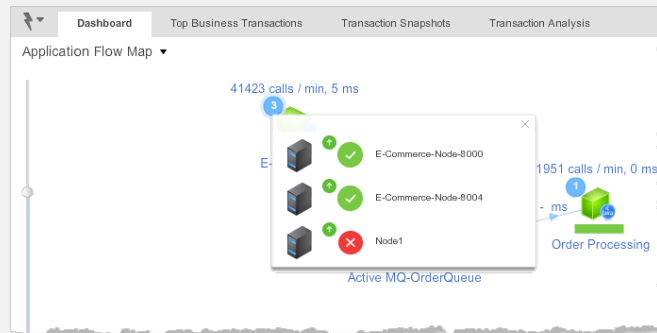 Dashboard
Top Business Transactions
Transaction Snapshots
Transaction Analysis
Application Flow Map
41423 calls / min, 5 ms
3
E-Commerce-Node-8000
E-
1951 calls / min, 0 ms
1
E-Commerce-Node-8004
- ms
Node1
Order Processing
Active MQ-OrderQueue